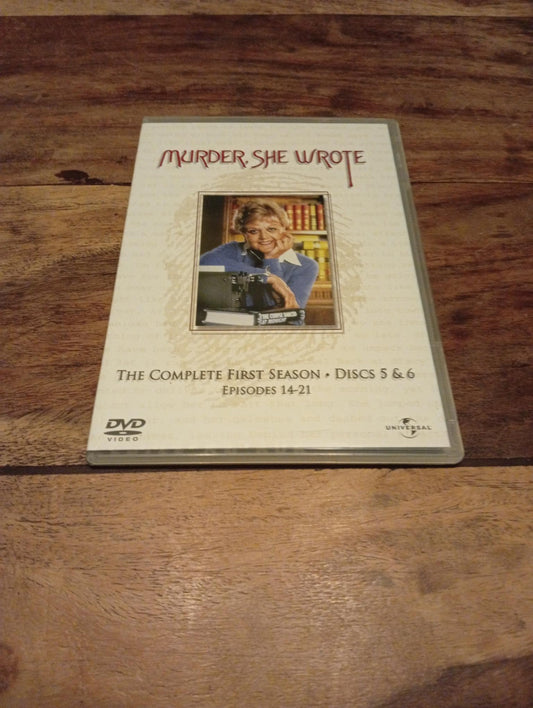 MURDER, SHE WROTE
THE COMPLETE FIRST SEASON • DISCS 5 & 6
EPISODES 14-21
DVD
VIDEO
UNIVERSAL